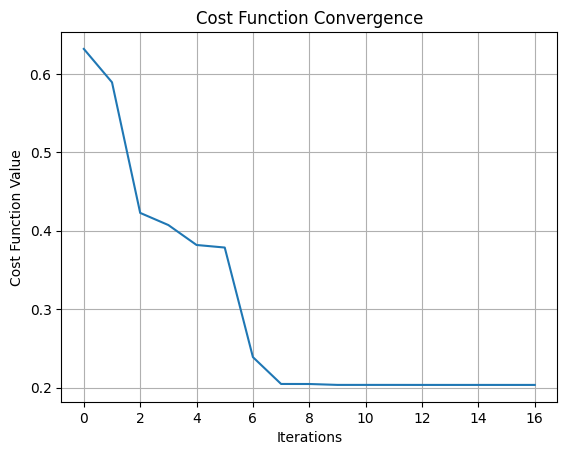 Cost Function Convergence
Cost Function Value
0.6
0.5
0.4
0.3
0.2
0 2 4 6 8 10 12 14 16
Iterations